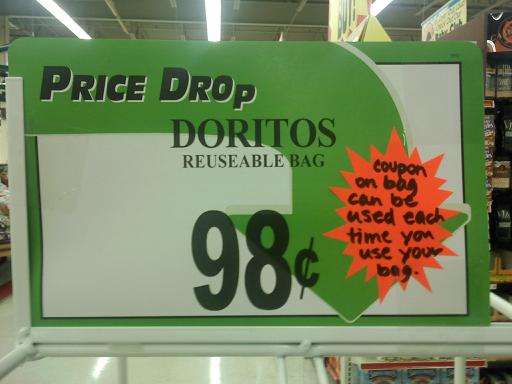 PRICE DROP
DORITOS
REUSEABLE BAG
98¢
coupon
on bag
can be
used each
time you
use your
bag.